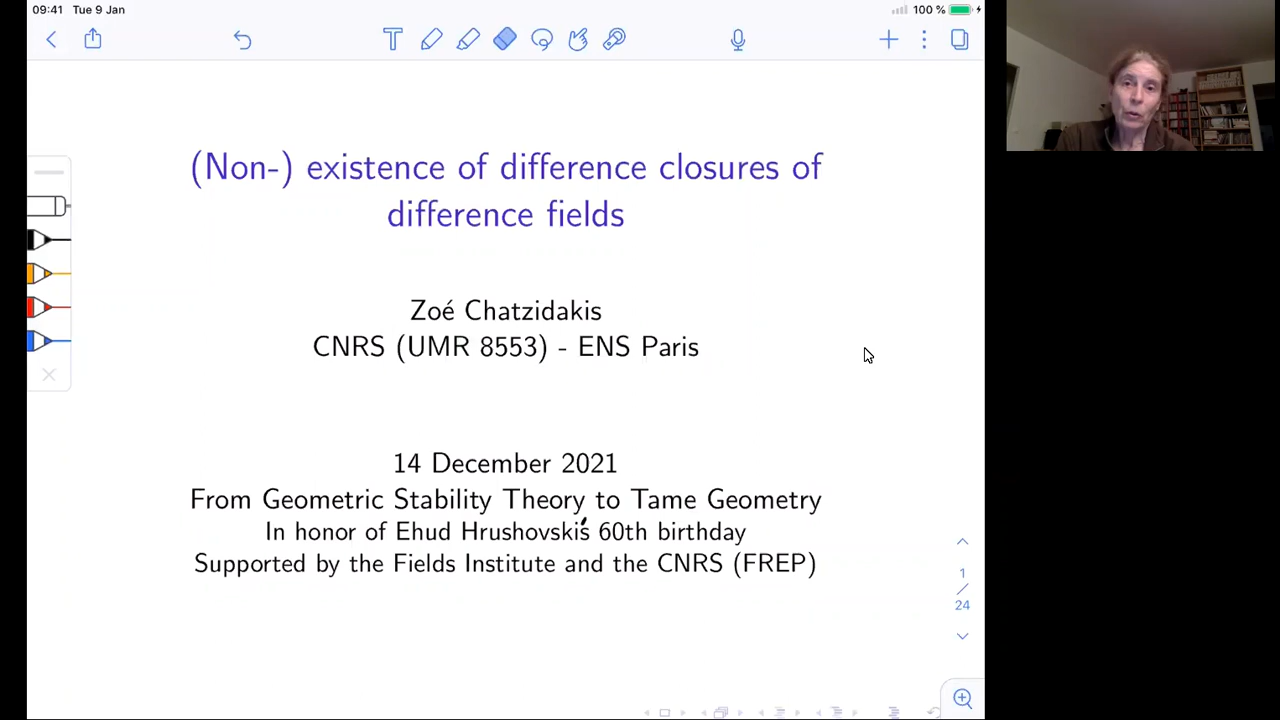 09:41 Tue 9 Jan
100 %
(Non-) existence of difference closures of
difference fields
Zoé Chatzidakis
CNRS (UMR 8553) - ENS Paris
14 December 2021
From Geometric Stability Theory to Tame Geometry
In honor of Ehud Hrushovski's 60th birthday
Supported by the Fields Institute and the CNRS (FREP)
1
/
24